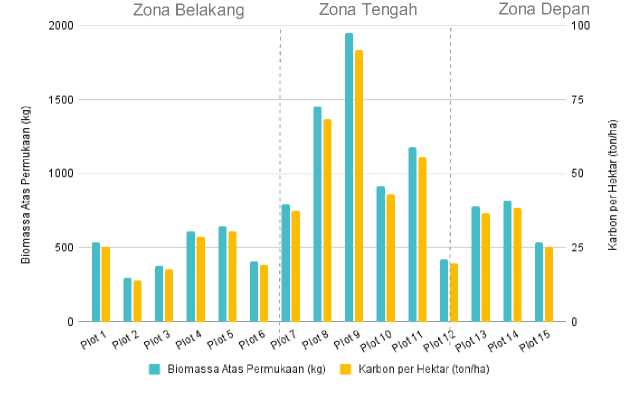 Zona Belakang Zona Tengah Zona Depan
2000 100
1500 75
1000 50
500 25
0 0
Biomassa Atas Permukaan (kg)
Karbon per Hektar (ton/ha)
Plot 1 Plot 2 Plot 3 Plot 4 Plot 5 Plot 6 Plot 7 Plot 8 Plot 9 Plot 10 Plot 11 Plot 12 Plot 13 Plot 14 Plot 15
Biomassa Atas Permukaan (kg) Karbon per Hektar (ton/ha)